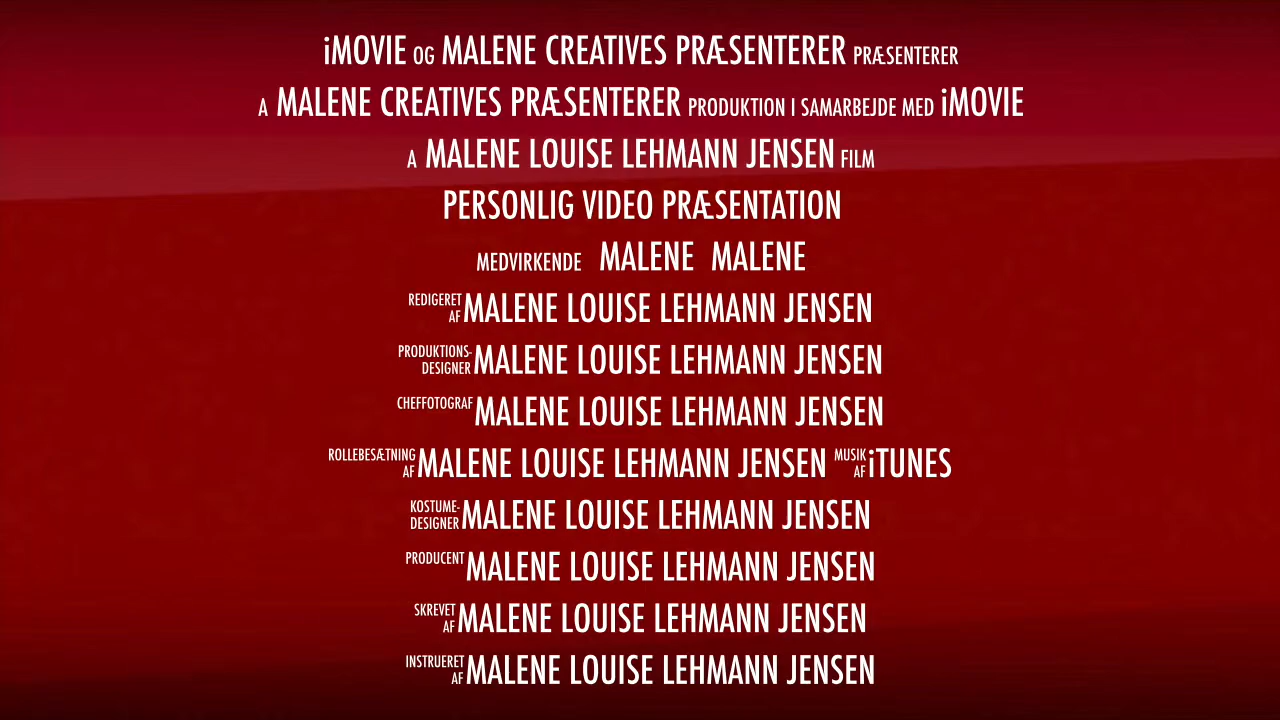 iMOVIE OG MALENE CREATIVES PRÆSENTERER PRÆSENTERER
A MALENE CREATIVES PRÆSENTERER PRODUKTION I SAMARBEJDE MED iMOVIE
A MALENE LOUISE LEHMANN JENSEN FILM
PERSONLIG VIDEO PRÆSENTATION
MEDVIRKENDE MALENE MALENE
REDIGERET AF MALENE LOUISE LEHMANN JENSEN
PRODUKTIONS-DESIGNER MALENE LOUISE LEHMANN JENSEN
CHEFFOTOGRAF MALENE LOUISE LEHMANN JENSEN
ROLLEBESÆTNING AF MALENE LOUISE LEHMANN JENSEN MUSIK AF iTUNES
KOSTUME-DESIGNER MALENE LOUISE LEHMANN JENSEN
PRODUCENT MALENE LOUISE LEHMANN JENSEN
SKREVET AF MALENE LOUISE LEHMANN JENSEN
INSTRUERET AF MALENE LOUISE LEHMANN JENSEN